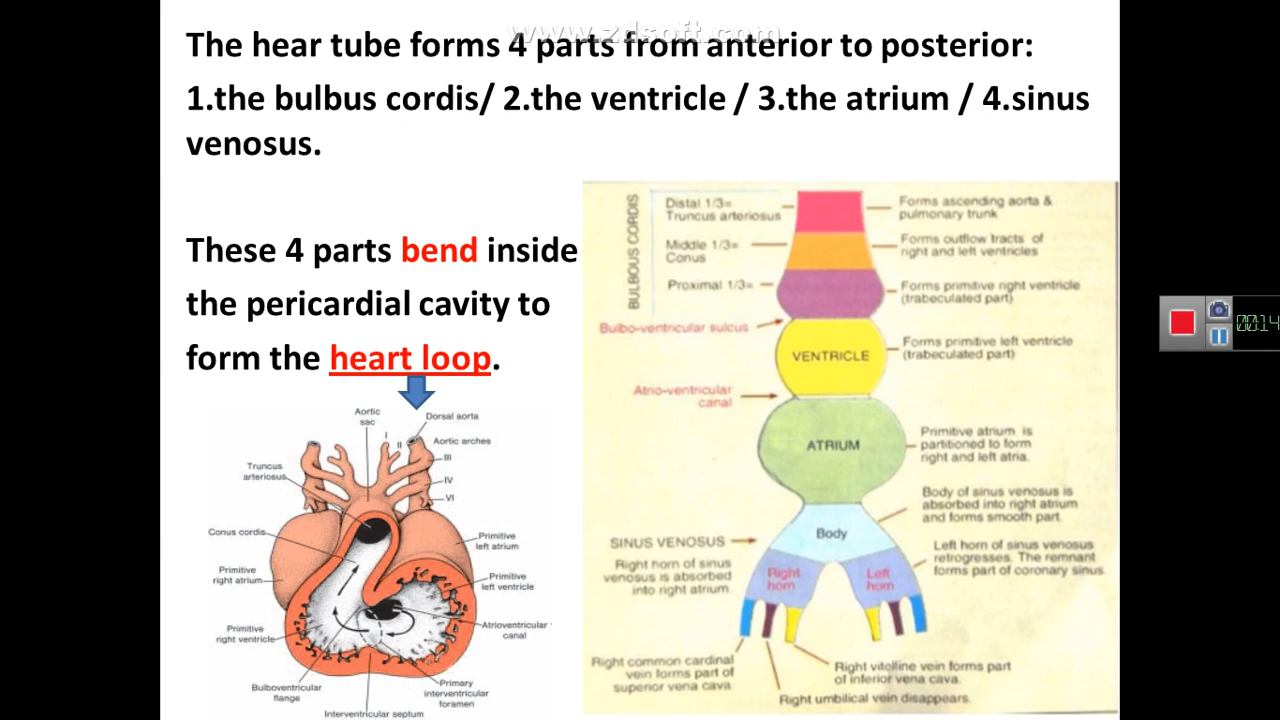 www.zdsoft.com
The hear tube forms 4 parts from anterior to posterior:
1.the bulbus cordis/ 2.the ventricle / 3.the atrium / 4.sinus
venosus.
These 4 parts bend inside
the pericardial cavity to
form the heart loop.
Aortic
sac
Dorsal aorta
I
II
Aortic arches
III
IV
VI
Truncus
arteriosus
Conus cordis
Primitive
right atrium
Primitive
right ventricle
Bulboventricular
flange
Interventricular septum
Primary
interventricular
foramen
Atrioventricular
canal
Primitive
left ventricle
Primitive
left atrium
BULBOUS CORDIS
Distal 1/3=
Truncus arteriosus
Forms ascending aorta &
pulmonary trunk
Middle 1/3=
Conus
Forms outflow tracts of
right and left ventricles
Proximal 1/3=
Forms primitive right ventricle
(trabeculated part)
Bulbo-ventricular sulcus
VENTRICLE
Forms primitive left ventricle
(trabeculated part)
Atrio-ventricular
canal
ATRIUM
Primitive atrium is
partitioned to form
right and left atria.
Body of sinus venosus is
absorbed into right atrium
and forms smooth part.
SINUS VENOSUS
Body
Right horn of sinus
venosus is absorbed
into right atrium.
Right
horn
Left
horn
Left horn of sinus venosus
retrogresses. The remnant
forms part of coronary sinus.
Right common cardinal
vein forms part of
superior vena cava.
Right vitelline vein forms part
of inferior vena cava.
Right umbilical vein disappears.
00:14